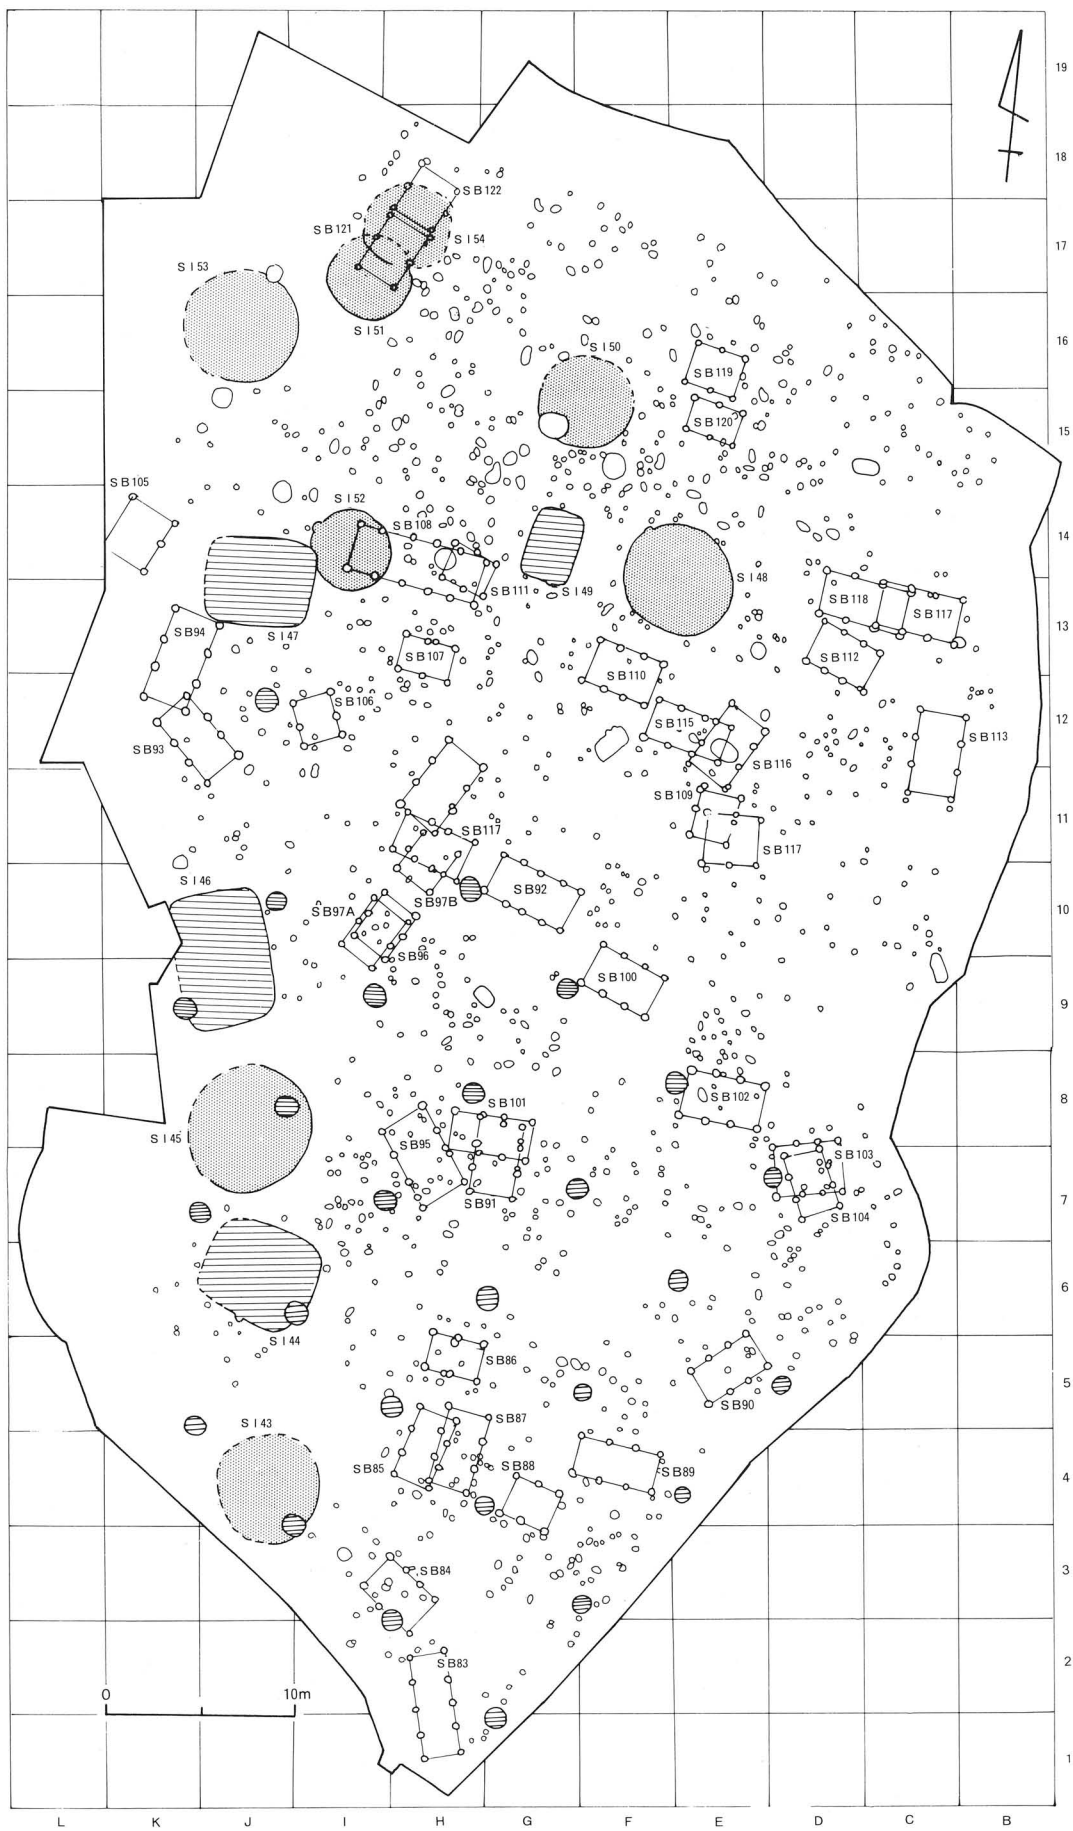 19
18
SB122
SB121
SI54
17
SI53
SI51
16
SI50
SB119
SB120
15
SB105
SI52
SB108
14
SI48
SB111
SI49
SB118
SB117
SI47
13
SB94
SB107
SB112
SB110
SB106
12
SB115
SB113
SB93
SB116
SB109
11
SB117
SB117
SI46
SB92
10
SB97A
SB97B
SB96
SB100
9
8
SB101
SB102
SI45
SB95
SB103
7
SB91
SB104
6
SI44
SB86
5
SB90
SI43
SB87
SB85
SB88
SB89
4
3
SB84
2
SB83
0 10m
1
L K J I H G F E D C B